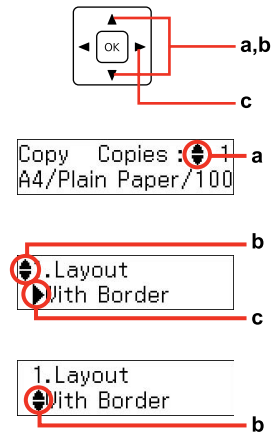 OK
a,b
c
Copy Copies : 1
a
A4/Plain Paper/100
b
.Layout
With Border
c
1.Layout
With Border
b